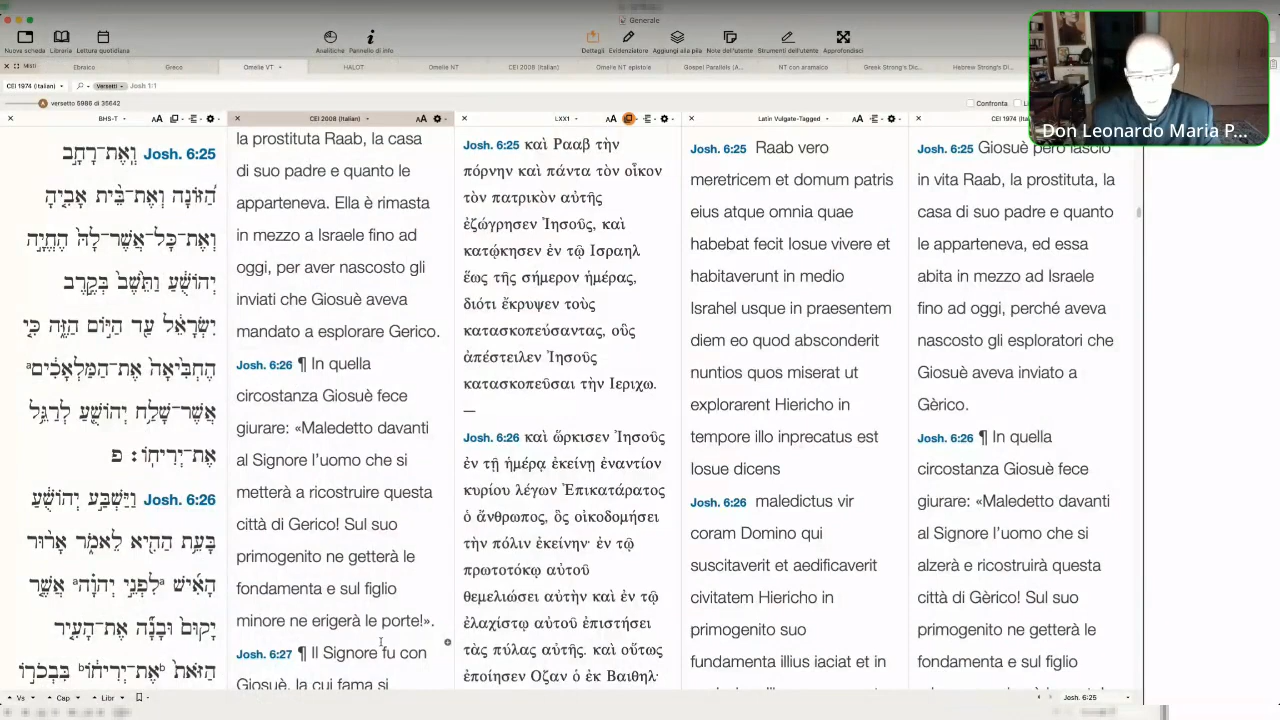 Generale
Nuova scheda
Libraria
Lettura quotidiana
Analitiche
Pannello di info
Dettagli
Evidenziatore
Aggiungi alla pila
Note dell'utente
Strumenti dell'utente
Approfondisci
Ebraico
Greco
Omelie VT
HALOT
Omelie NT
CEI 2008 (Italian)
Omelie NT epistole
Gospel Parallels (A...
NT con aramaico
Greek Strong's Dic...
Hebrew Strong's Di...
CEI 1974 (Italian)
Versetti
Josh 1:1
versetto 5986 di 35642
Confronta
Don Leonardo Maria P...
BHS-T
Josh. 6:25 וְֽאֶת־רָחָ֣ב
הַ֠זּוֹנָה וְאֶת־בֵּ֨ית אָבִ֤יהָ
וְאֶת־כָּל־אֲשֶׁר־לָהּ֙ הֶחֱיָ֣ה
יְהוֹשֻׁ֔עַ וַתֵּ֙שֶׁב֙ בְּקֶ֣רֶב
יִשְׂרָאֵ֔ל עַ֖ד הַיּ֣וֹם הַזֶּ֑ה כִּ֤י
הֶחְבִּ֙יאָה֙ אֶת־הַמַּלְאָכִ֔ים a
אֲשֶׁר־שָׁלַ֥ח יְהוֹשֻׁ֖עַ לְרַגֵּ֥ל
אֶת־יְרִיחֽוֹ׃ פ
Josh. 6:26 וַיַּשְׁבַּ֣ע יְהוֹשֻׁ֔עַ
בָּעֵ֥ת הַהִ֖יא לֵאמֹ֑ר אָר֨וּר
הָאִ֜ישׁ a לִפְנֵ֣י יְהוָ֗ה a אֲשֶׁ֤ר
יָקוּם֙ וּבָנָ֞ה אֶת־הָעִ֤יר
הַזֹּאת֙ b אֶת־יְרִיח֔וֹ b בִּבְכֹר֣וֹ
CEI 2008 (Italian)
la prostituta Raab, la casa
di suo padre e quanto le
apparteneva. Ella è rimasta
in mezzo a Israele fino ad
oggi, per aver nascosto gli
inviati che Giosuè aveva
mandato a esplorare Gerico.
Josh. 6:26 ¶ In quella
circostanza Giosuè fece
giurare: «Maledetto davanti
al Signore l'uomo che si
metterà a ricostruire questa
città di Gerico! Sul suo
primogenito ne getterà le
fondamenta e sul figlio
minore ne erigerà le porte!».
Josh. 6:27 ¶ Il Signore fu con
Giosuè, la cui fama si
LXX1
Josh. 6:25 καὶ Ρααβ τὴν
πόρνην καὶ πάντα τὸν οἶκον
τὸν πατρικὸν αὐτῆς
ἐζώγρησεν Ἰησοῦς, καὶ
κατῴκησεν ἐν τῷ Ισραηλ
ἕως τῆς σήμερον ἡμέρας,
διότι ἔκρυψεν τοὺς
κατασκοπεύσαντας, οὓς
ἀπέστειλεν Ἰησοῦς
κατασκοπεῦσαι τὴν Ιεριχω.
—
Josh. 6:26 καὶ ὥρκισεν Ἰησοῦς
ἐν τῇ ἡμέρᾳ ἐκείνῃ ἐναντίον
κυρίου λέγων Ἐπικατάρατος
ὁ ἄνθρωπος, ὃς οἰκοδομήσει
τὴν πόλιν ἐκείνην· ἐν τῷ
πρωτοτόκῳ αὐτοῦ
θεμελιώσει αὐτὴν καὶ ἐν τῷ
ἐλαχίστῳ αὐτοῦ ἐπιστήσει
τὰς πύλας αὐτῆς. καὶ οὕτως
ἐποίησεν Οζαν ὁ ἐκ Βαιθηλ·
Latin Vulgate-Tagged
Josh. 6:25 Raab vero
meretricem et domum patris
eius atque omnia quae
habebat fecit Iosue vivere et
habitaverunt in medio
Israhel usque in praesentem
diem eo quod absconderit
nuntios quos miserat ut
explorarent Hiericho in
tempore illo inprecatus est
Iosue dicens
Josh. 6:26 maledictus vir
coram Domino qui
suscitaverit et aedificaverit
civitatem Hiericho in
primogenito suo
fundamenta illius iaciat et in
Josh. 6:25 Giosuè però lasciò
in vita Raab, la prostituta, la
casa di suo padre e quanto
le apparteneva, ed essa
abita in mezzo ad Israele
fino ad oggi, perché aveva
nascosto gli esploratori che
Giosuè aveva inviato a
Gèrico.
Josh. 6:26 ¶ In quella
circostanza Giosuè fece
giurare: «Maledetto davanti
al Signore l'uomo che si
alzerà e ricostruirà questa
città di Gèrico! Sul suo
primogenito ne getterà le
fondamenta e sul figlio
Vs
Cap
Libr
Josh. 6:25